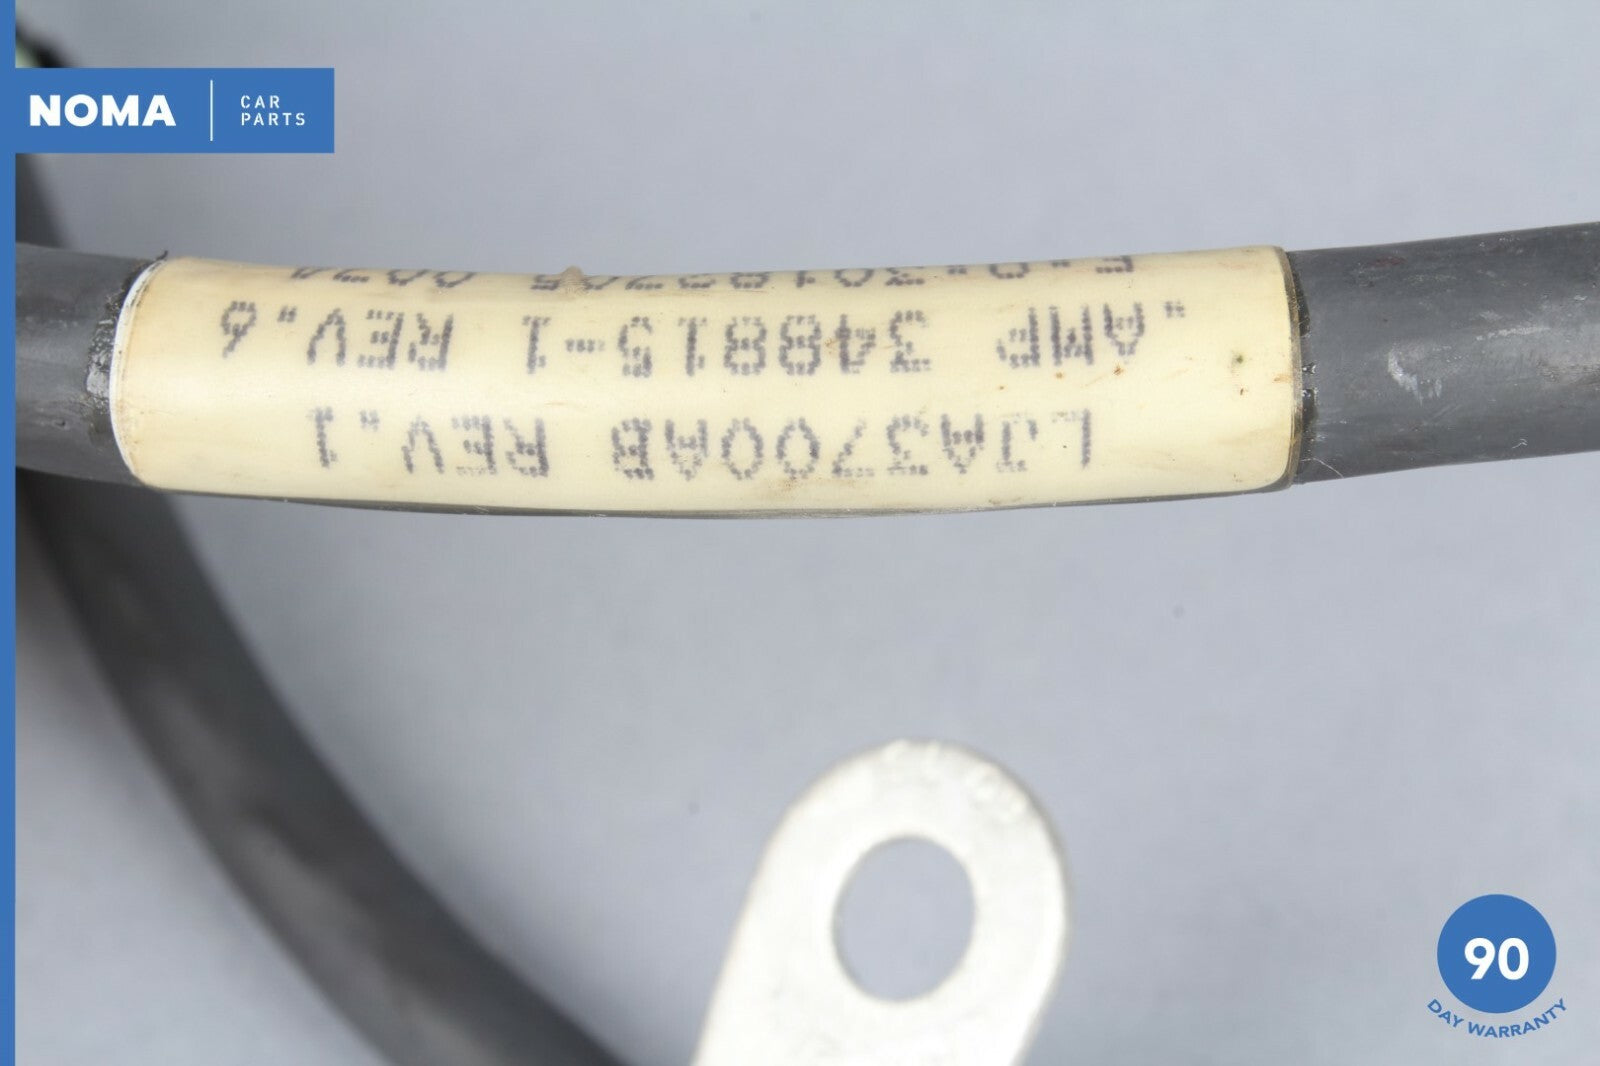 NOMA
CAR
PARTS
LJA3700AB REV.1
AMP 348815-1 REV.6
90
DAY WARRANTY